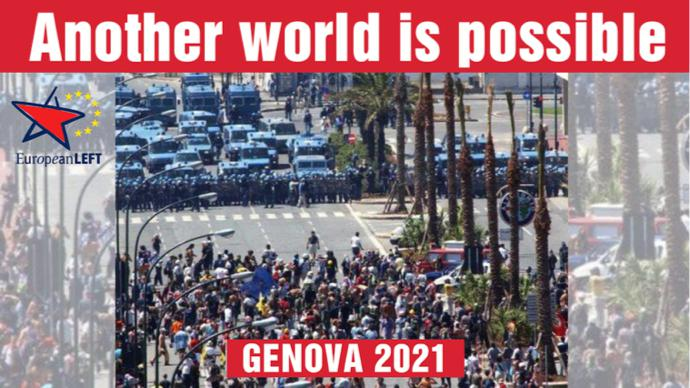 Another world is possible
EuropeanLEFT
GENOVA 2021